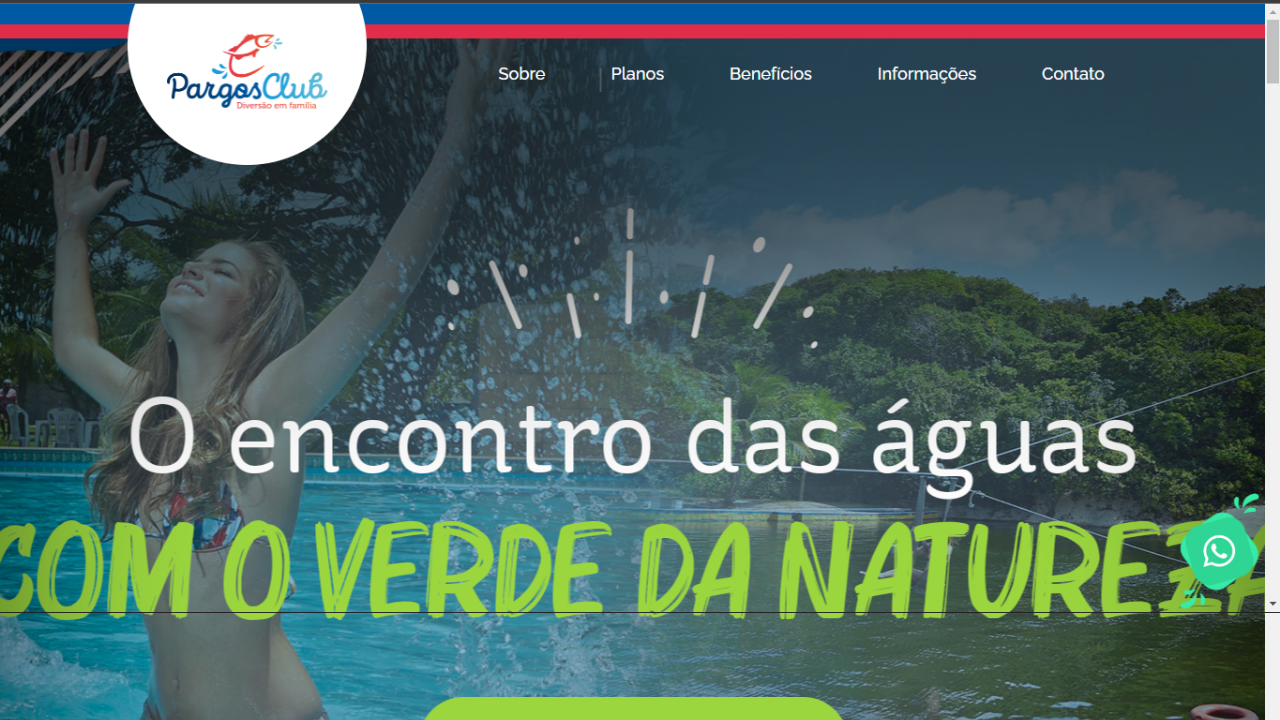 PargosClub
Diversão em família
Sobre
Planos
Benefícios
Informações
Contato
O encontro das águas
COM O VERDE DA NATUREZA